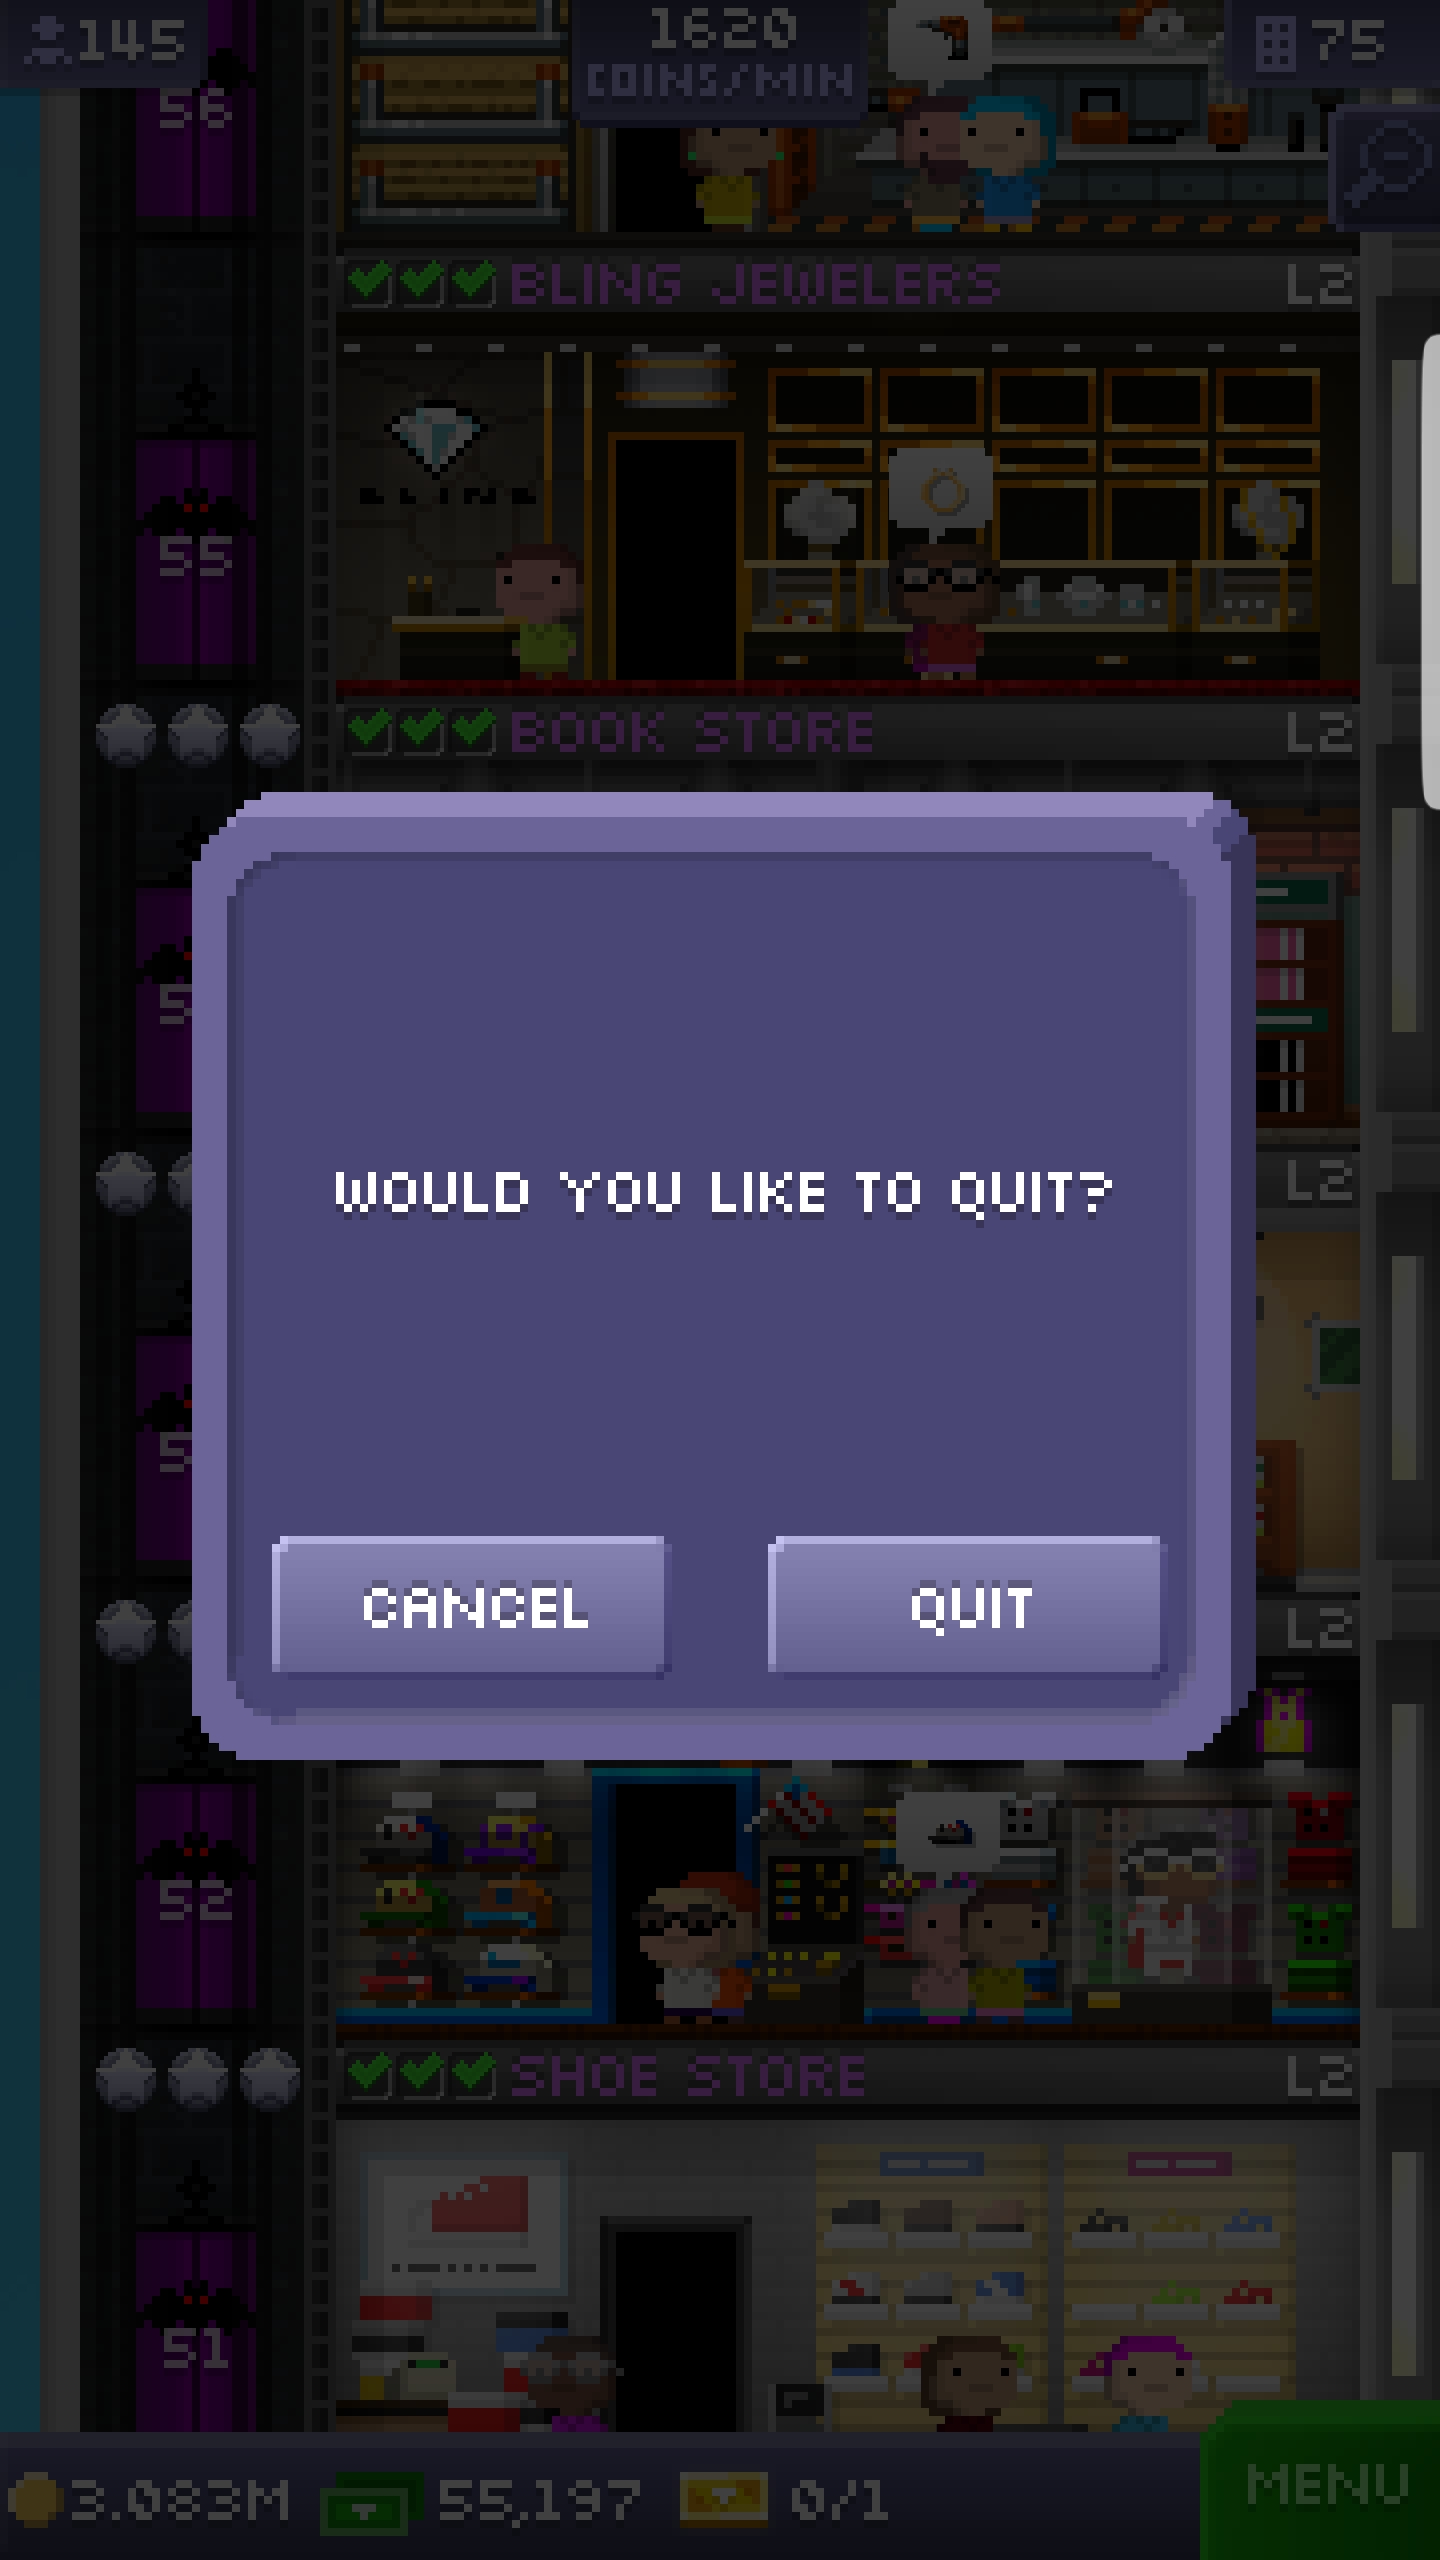 145
1620
COINS/MIN
75
56
BLING JEWELERS L2
BLING
55
BOOK STORE L2
WOULD YOU LIKE TO QUIT?
L2
CANCEL
QUIT
L2
52
SHOE STORE L2
51
3.083M
55,197
0/1
MENU